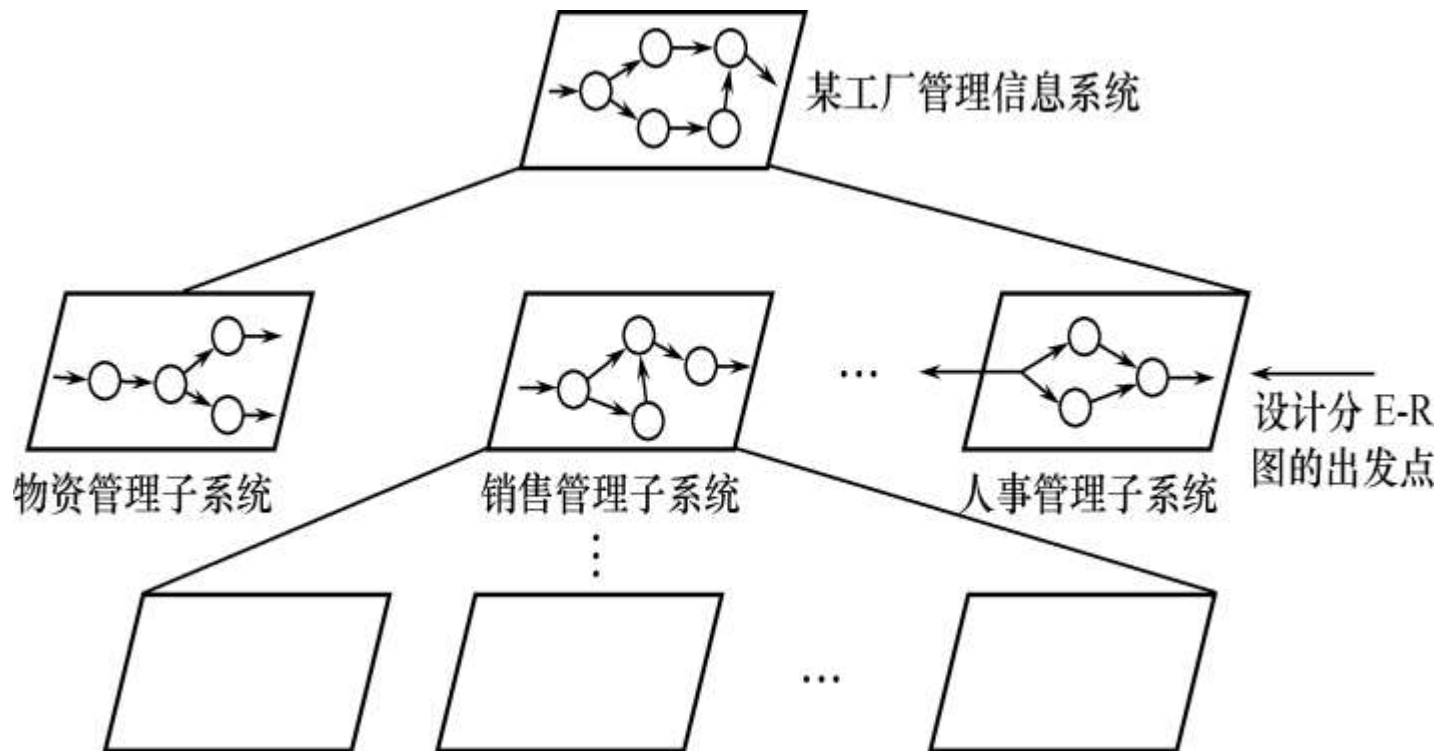 某工厂管理信息系统
…
设计分 E-R
图的出发点
物资管理子系统
销售管理子系统
人事管理子系统
⋮
…